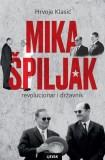 Hrvoje Klasić
MIKA
ŠPILJAK
revolucionar i državnik